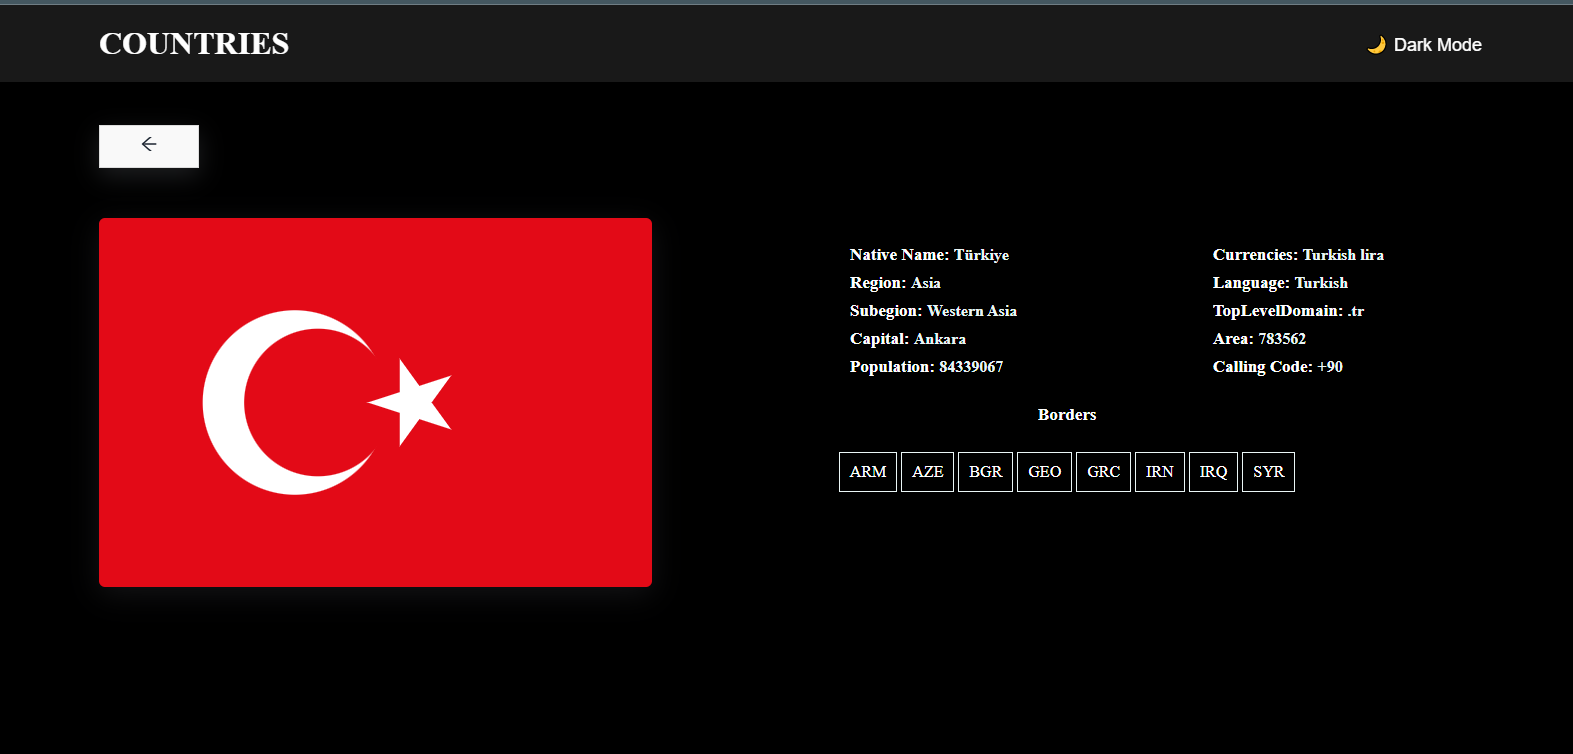 COUNTRIES
🌙 Dark Mode
←
Native Name: Türkiye
Region: Asia
Subegion: Western Asia
Capital: Ankara
Population: 84339067
Currencies: Turkish lira
Language: Turkish
TopLevelDomain: .tr
Area: 783562
Calling Code: +90
Borders
ARM AZE BGR GEO GRC IRN IRQ SYR